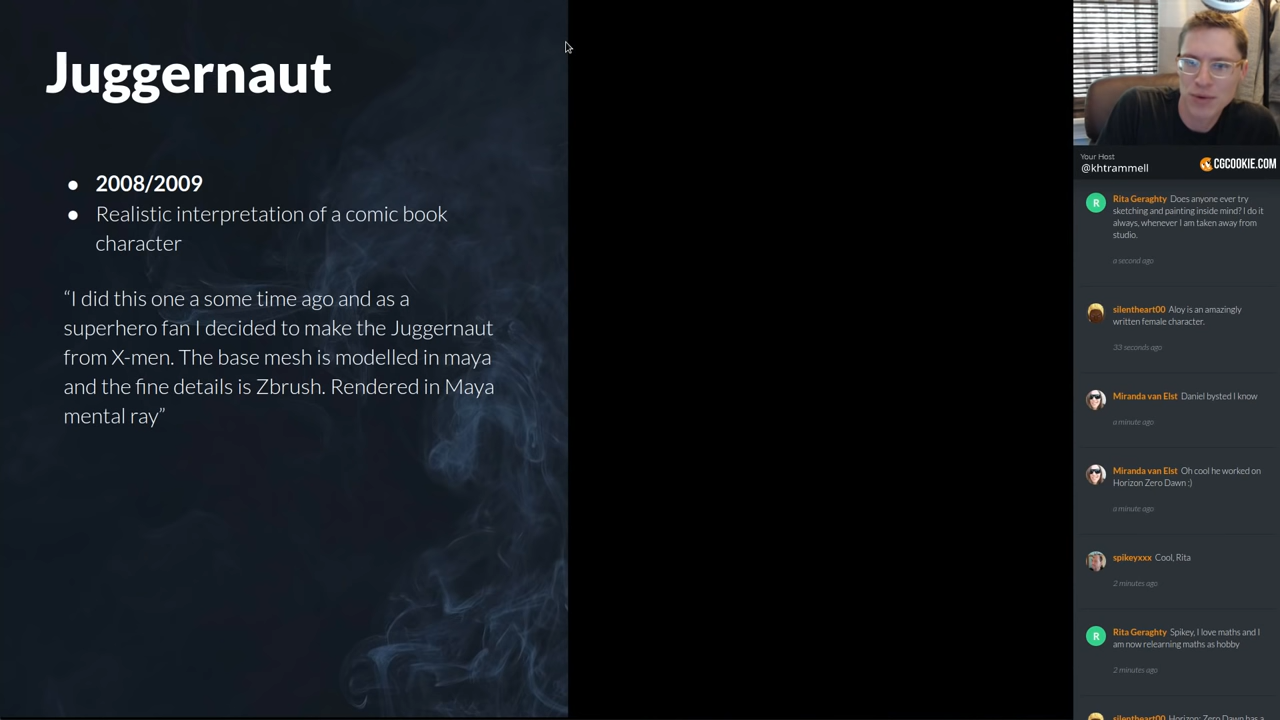 Juggernaut
● 2008/2009
● Realistic interpretation of a comic book
character
“I did this one a some time ago and as a
superhero fan I decided to make the Juggernaut
from X-men. The base mesh is modelled in maya
and the fine details is Zbrush. Rendered in Maya
mental ray”
Your Host
@khtrammell
CGCOOKIE.COM
R
Rita Geraghty Does anyone ever try
sketching and painting inside mind? I do it
always, whenever I am taken away from
studio.
a second ago
silentheart00 Aloy is an amazingly
written female character.
33 seconds ago
Miranda van Elst Daniel bysted I know
a minute ago
Miranda van Elst Oh cool he worked on
Horizon Zero Dawn :)
a minute ago
spikeyxxx Cool, Rita
2 minutes ago
R
Rita Geraghty Spikey, I love maths and I
am now relearning maths as hobby
2 minutes ago
silentheart00 Horizon: Zero Dawn has a